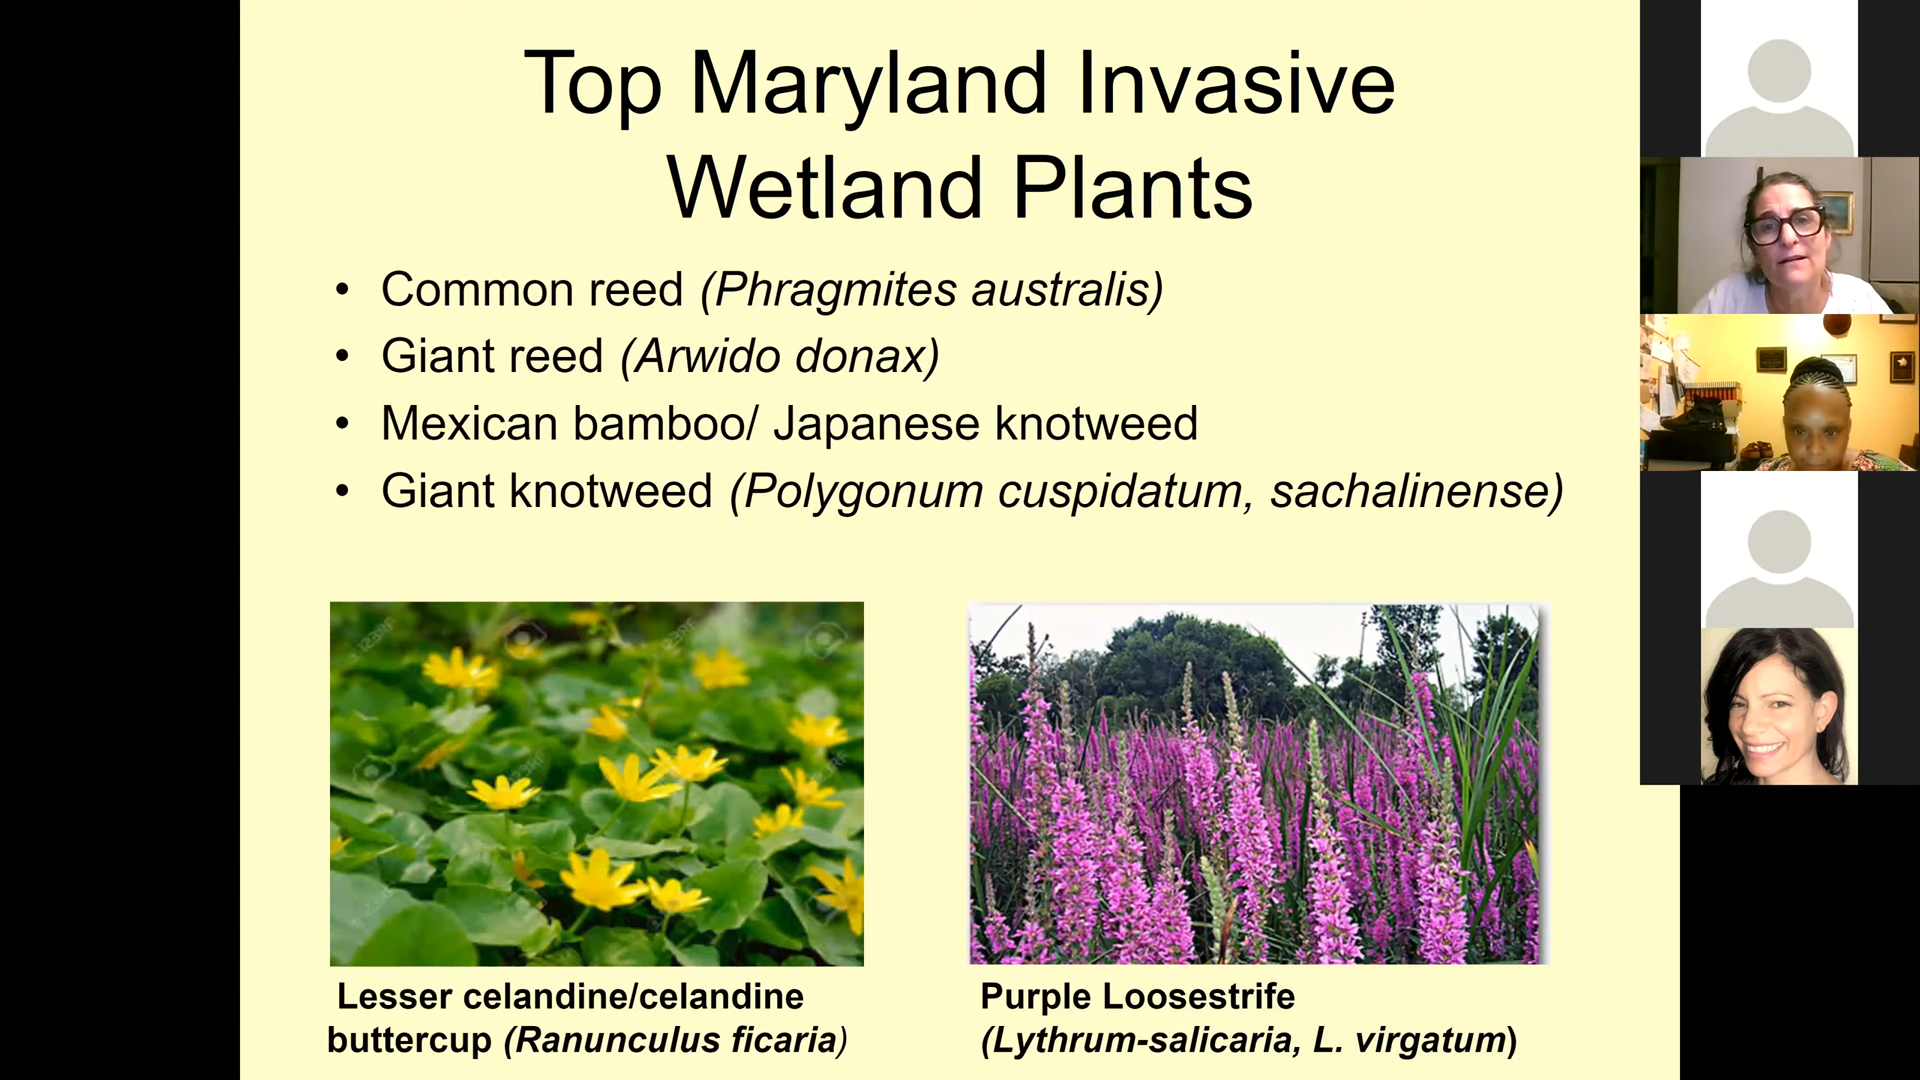 Top Maryland Invasive
Wetland Plants
• Common reed (Phragmites australis)
• Giant reed (Arwido donax)
• Mexican bamboo/ Japanese knotweed
• Giant knotweed (Polygonum cuspidatum, sachalinense)
Lesser celandine/celandine
buttercup (Ranunculus ficaria)
Purple Loosestrife
(Lythrum-salicaria, L. virgatum)